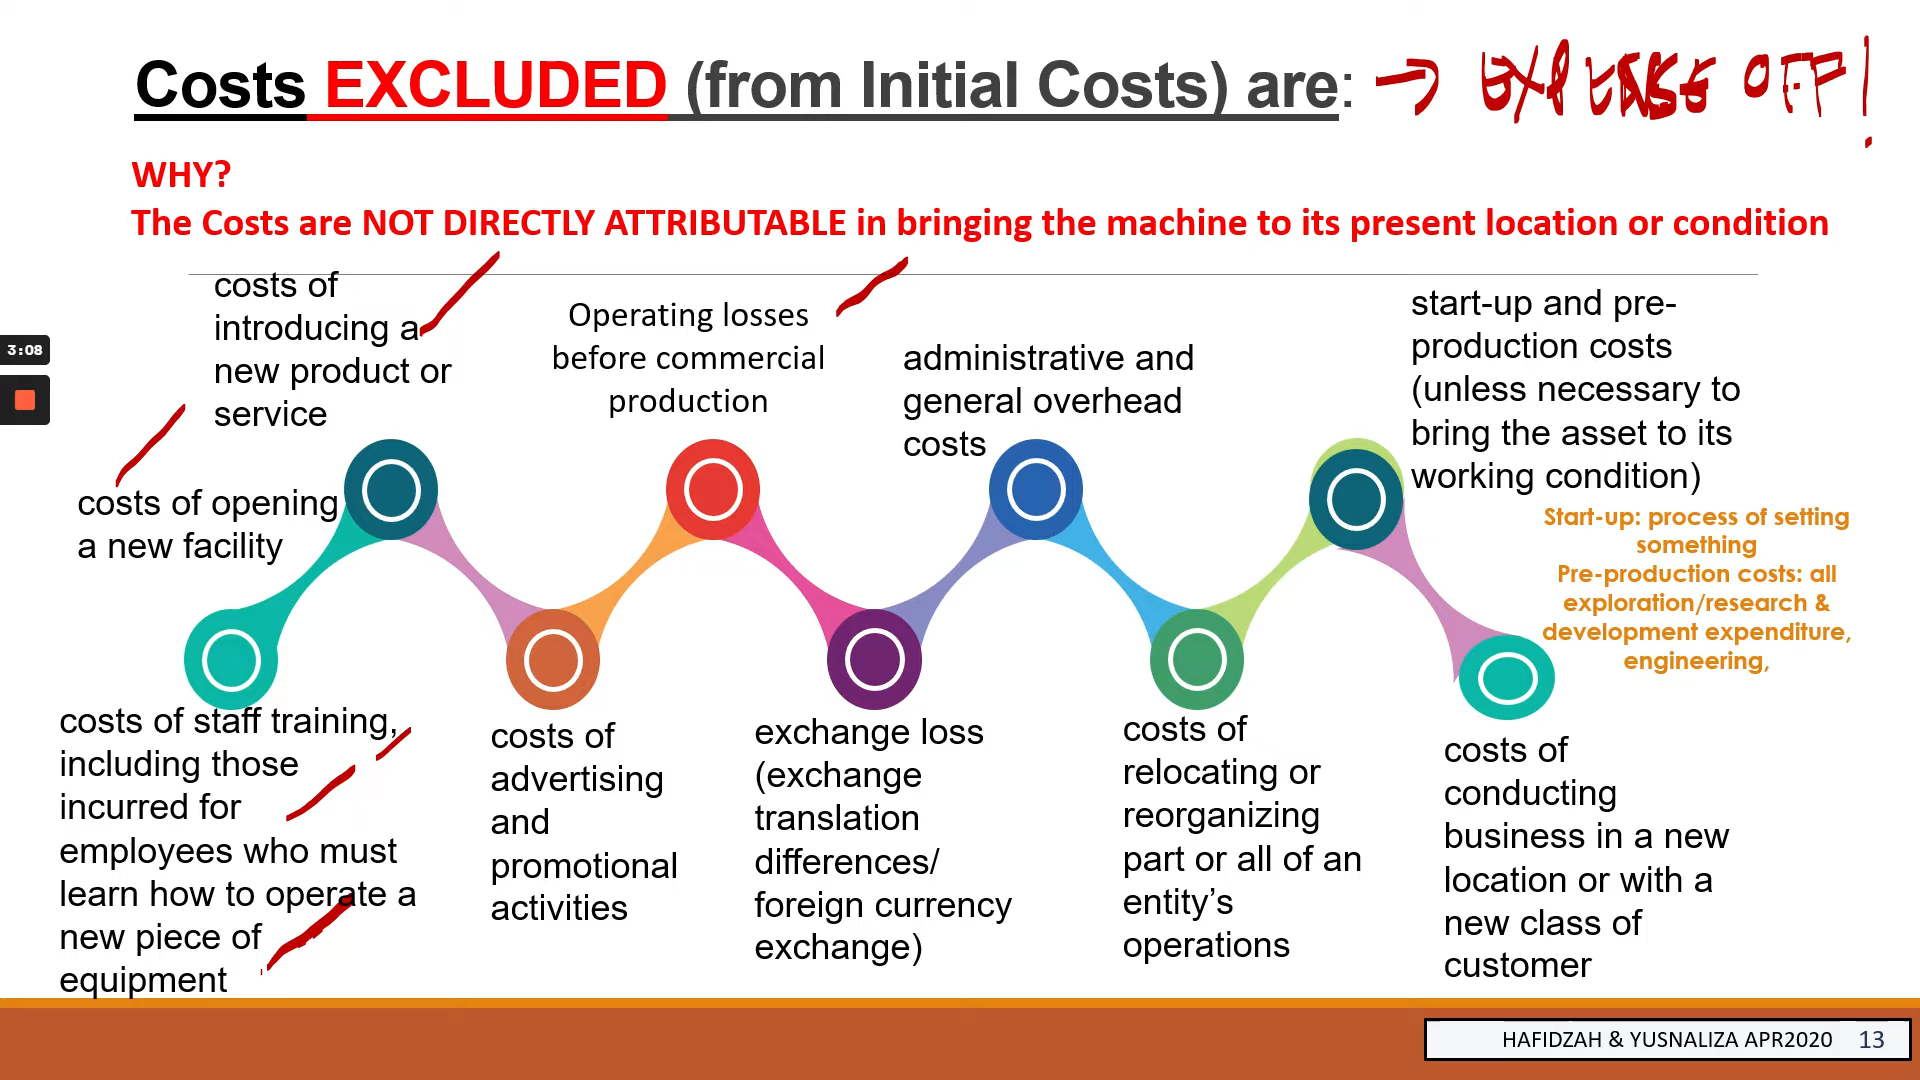 Costs EXCLUDED (from Initial Costs) are: → EXPENSE OFF!
WHY?
The Costs are NOT DIRECTLY ATTRIBUTABLE in bringing the machine to its present location or condition
3:08
costs of opening
a new facility
costs of
introducing a
new product or
service
Operating losses
before commercial
production
administrative and
general overhead
costs
start-up and pre-
production costs
(unless necessary to
bring the asset to its
working condition)
Start-up: process of setting
something
Pre-production costs: all
exploration/research &
development expenditure,
engineering,
costs of staff training,
including those
incurred for
employees who must
learn how to operate a
new piece of
equipment
costs of
advertising
and
promotional
activities
exchange loss
(exchange
translation
differences/
foreign currency
exchange)
costs of
relocating or
reorganizing
part or all of an
entity’s
operations
costs of
conducting
business in a new
location or with a
new class of
customer
HAFIDZAH & YUSNALIZA APR2020 13